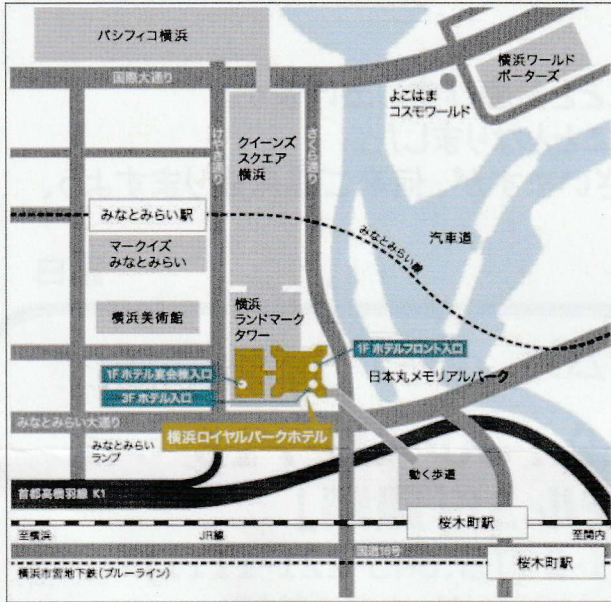 パシフィコ横浜
国際大通り
横浜ワールド
ポーターズ
よこはま
コスモワールド
けやき通り
クイーンズ
スクエア
横浜
さくら通り
みなとみらい駅
みなとみらい線
汽車道
マークイズ
みなとみらい
横浜美術館
横浜
ランドマーク
タワー
1F ホテルフロント入口
1F ホテル宴会棟入口
3F ホテル入口
日本丸メモリアルパーク
みなとみらい大通り
横浜ロイヤルパークホテル
みなとみらい
ランプ
動く歩道
首都高横羽線 K1
桜木町駅
至横浜
JR線
至関内
国道16号
桜木町駅
横浜市営地下鉄(ブルーライン)